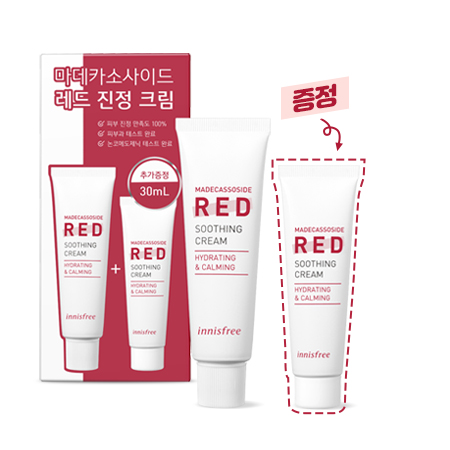 마데카소사이드
레드 진정 크림
피부 진정 만족도 100%
피부과 테스트 완료
논코메도제닉 테스트 완료
추가증정
30mL
MADECASSOSIDE
RED
SOOTHING
CREAM
HYDRATING
& CALMING
innisfree
+
MADECASSOSIDE
RED
SOOTHING
CREAM
HYDRATING
& CALMING
innisfree
MADECASSOSIDE
RED
SOOTHING
CREAM
HYDRATING
& CALMING
innisfree
증정
MADECASSOSIDE
RED
SOOTHING
CREAM
HYDRATING
& CALMING
innisfree